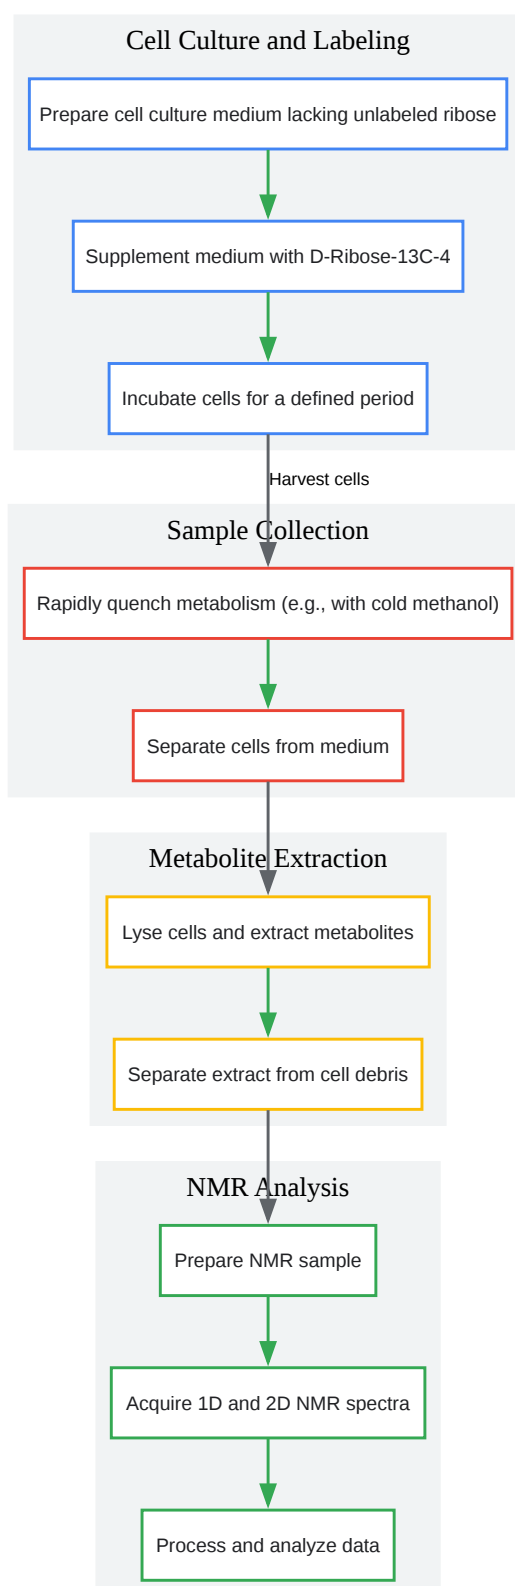 Cell Culture and Labeling
Prepare cell culture medium lacking unlabeled ribose
Supplement medium with D-Ribose-13C-4
Incubate cells for a defined period
Harvest cells
Sample Collection
Rapidly quench metabolism (e.g., with cold methanol)
Separate cells from medium
Metabolite Extraction
Lyse cells and extract metabolites
Separate extract from cell debris
NMR Analysis
Prepare NMR sample
Acquire 1D and 2D NMR spectra
Process and analyze data